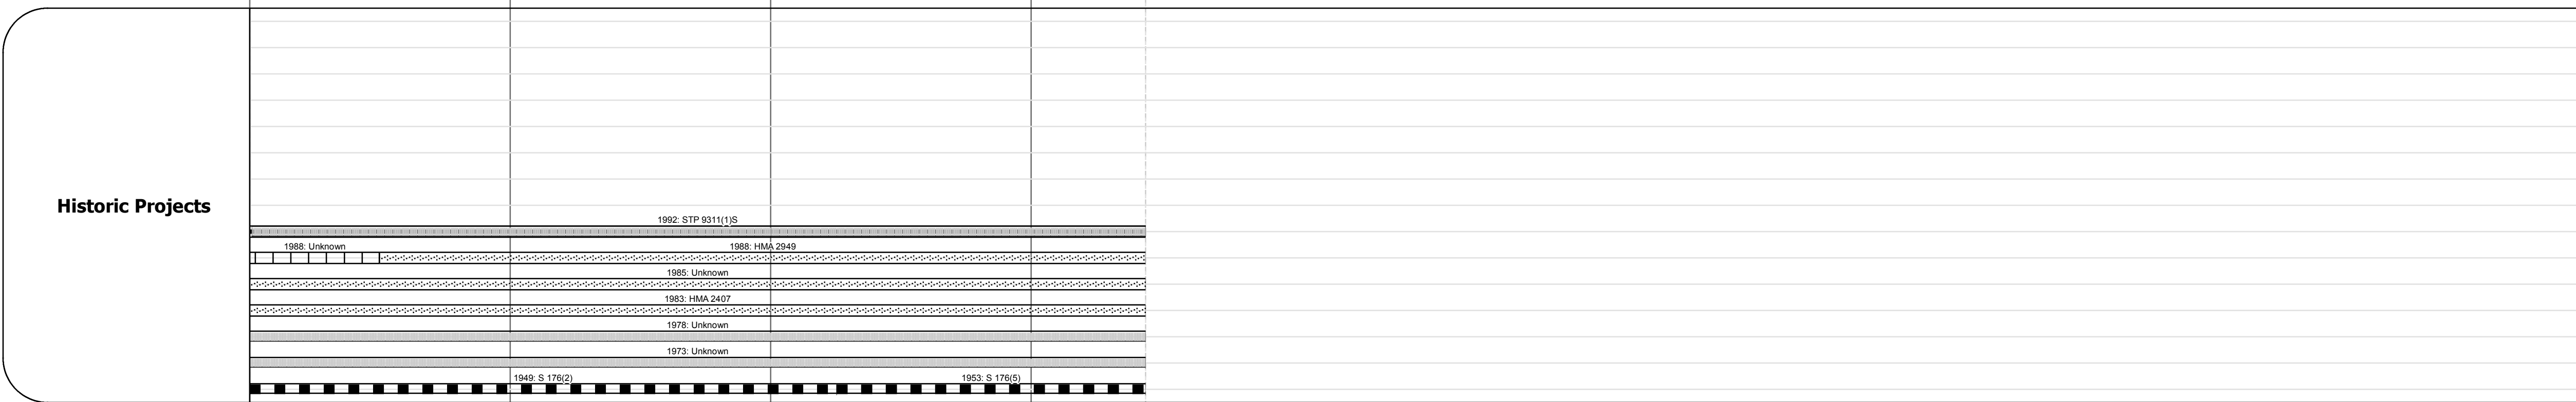 Historic Projects
1992: STP 9311(1)S
1988: Unknown
1988: HMA 2949
1985: Unknown
1983: HMA 2407
1978: Unknown
1973: Unknown
1949: S 176(2)
1953: S 176(5)